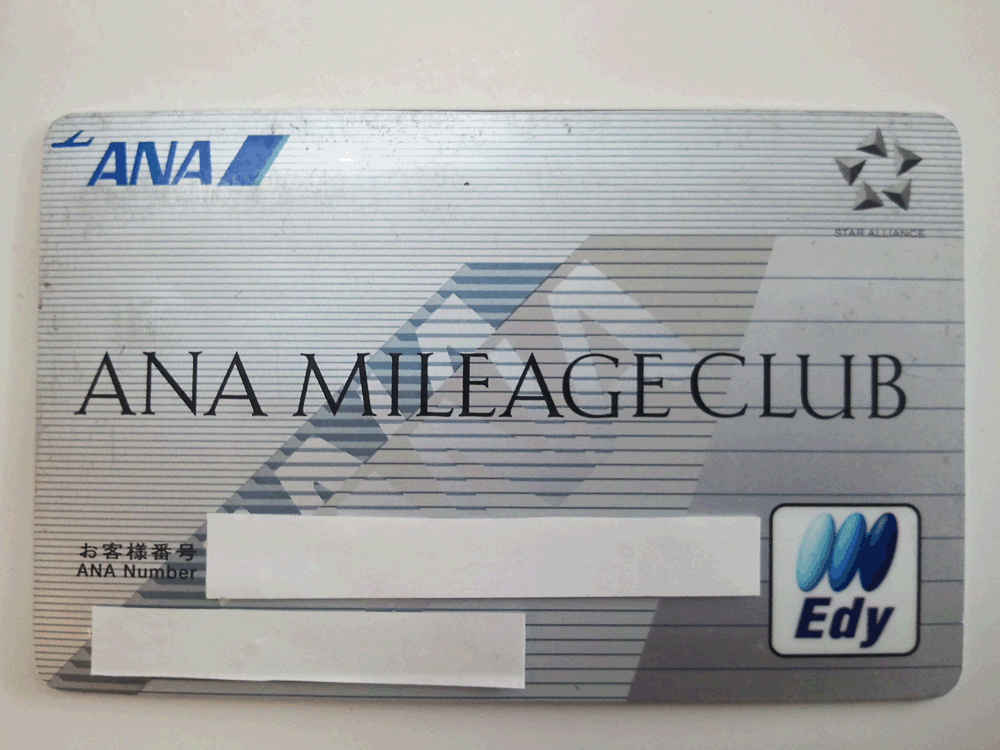 ANA
STAR ALLIANCE
ANA MILEAGE CLUB
お客様番号
ANA Number
Edy